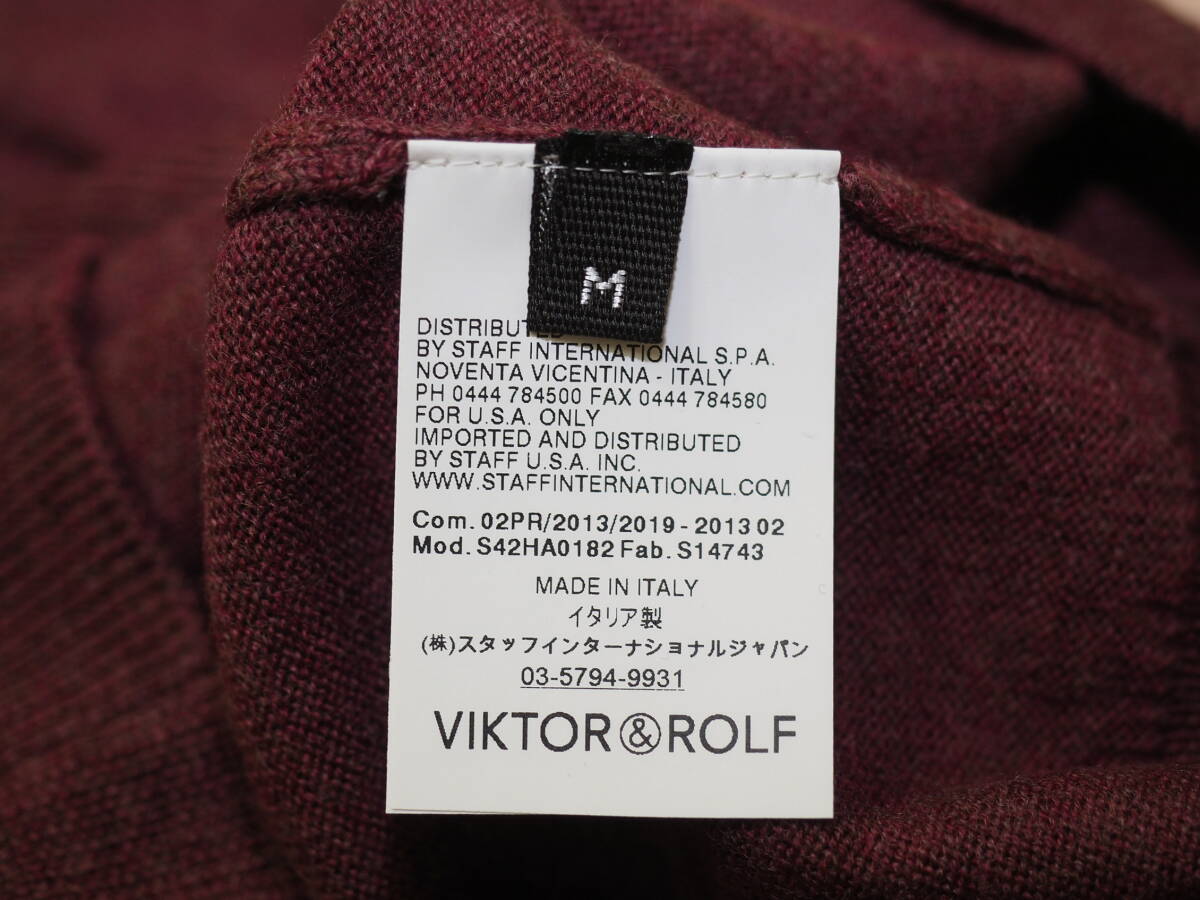 M
DISTRIBUTED
BY STAFF INTERNATIONAL S.P.A.
NOVENTA VICENTINA - ITALY
PH 0444 784500 FAX 0444 784580
FOR U.S.A. ONLY
IMPORTED AND DISTRIBUTED
BY STAFF U.S.A. INC.
WWW.STAFFINTERNATIONAL.COM
Com. 02PR/2013/2019 - 2013 02
Mod. S42HA0182 Fab. S14743
MADE IN ITALY
イタリア製
(株)スタッフインターナショナルジャパン
03-5794-9931
VIKTOR&ROLF